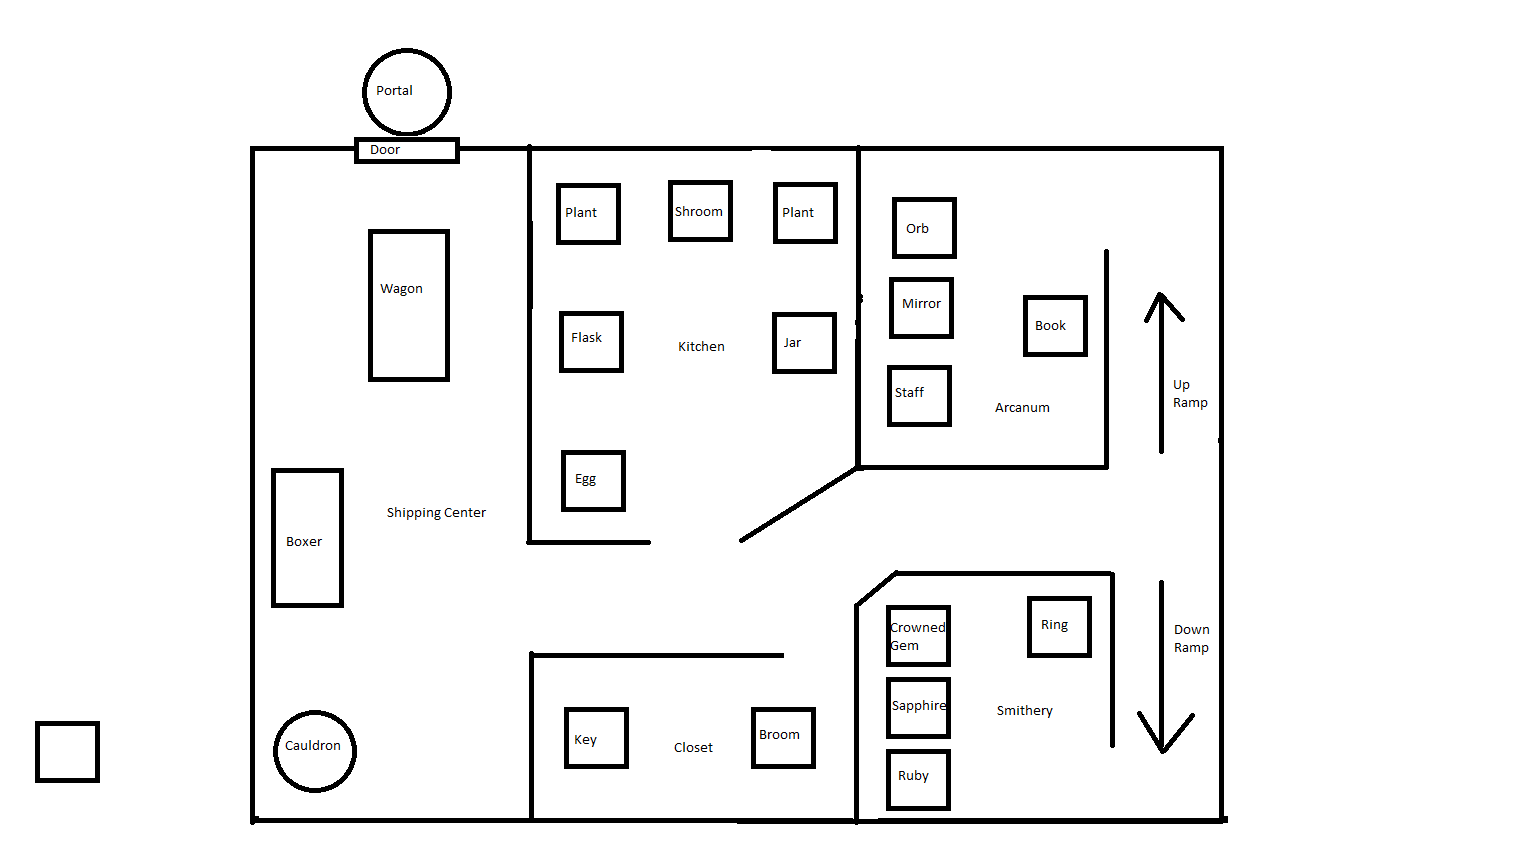 Portal
Door
Wagon
Boxer
Shipping Center
Cauldron
Plant
Shroom
Plant
Flask
Kitchen
Jar
Egg
Orb
Mirror
Book
Staff
Arcanum
Up
Ramp
Key
Closet
Broom
Crowned
Gem
Ring
Sapphire
Smithery
Ruby
Down
Ramp